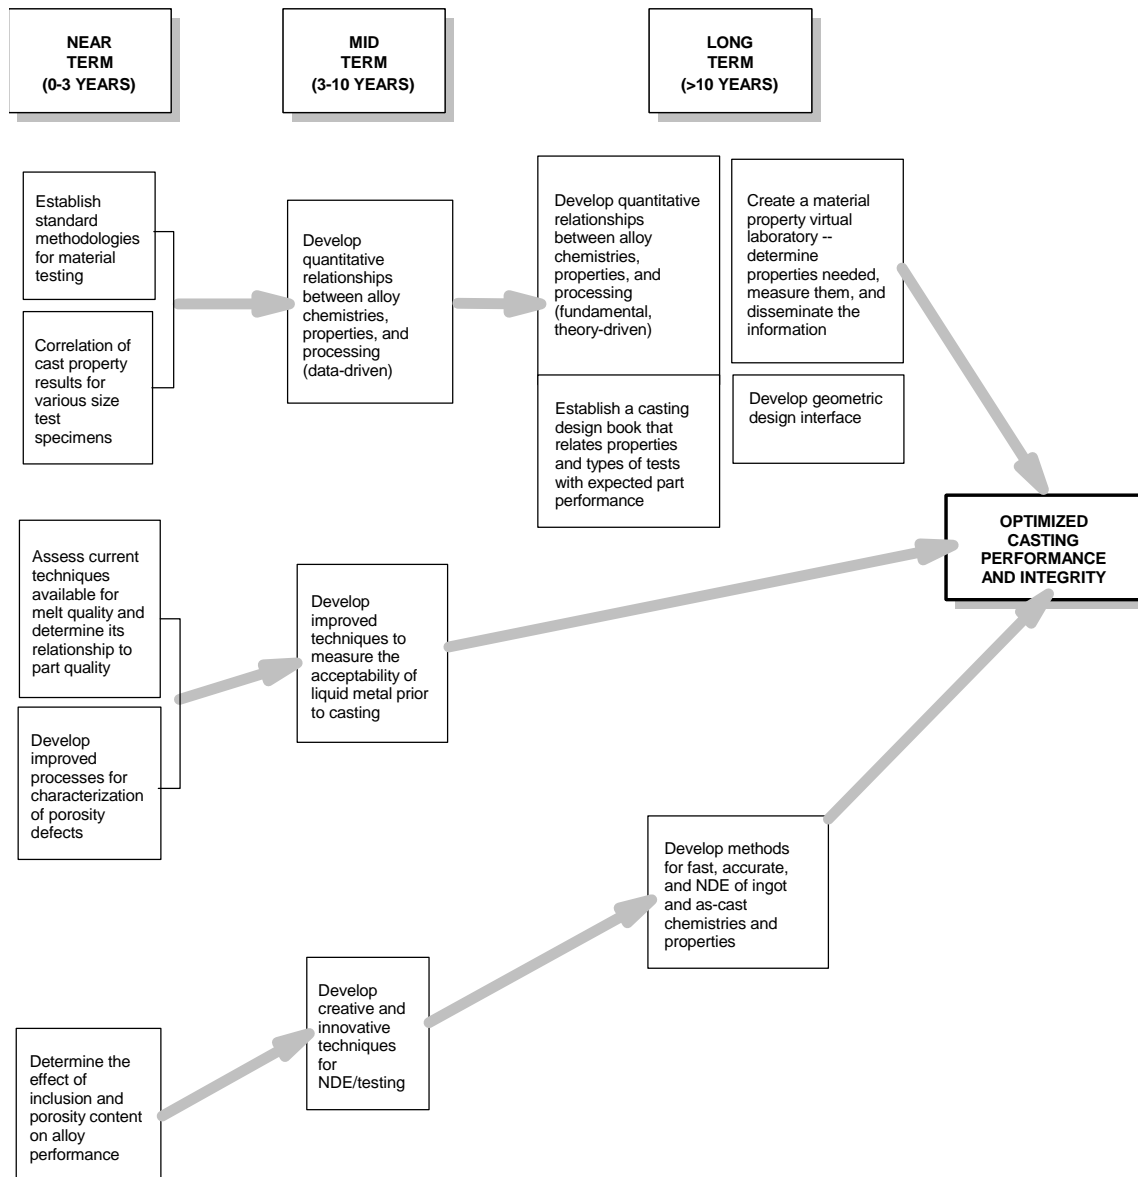 NEAR
TERM
(0-3 YEARS)
MID
TERM
(3-10 YEARS)
LONG
TERM
(>10 YEARS)
Establish
standard
methodologies
for material
testing
Correlation of
cast property
results for
various size
test
specimens
Develop
quantitative
relationships
between alloy
chemistries,
properties, and
processing
(data-driven)
Develop quantitative
relationships
between alloy
chemistries,
properties, and
processing
(fundamental,
theory-driven)
Create a material
property virtual
laboratory --
determine
properties needed,
measure them, and
disseminate the
information
Establish a casting
design book that
relates properties
and types of tests
with expected part
performance
Develop geometric
design interface
OPTIMIZED
CASTING
PERFORMANCE
AND INTEGRITY
Assess current
techniques
available for
melt quality and
determine its
relationship to
part quality
Develop
improved
processes for
characterization
of porosity
defects
Develop
improved
techniques to
measure the
acceptability of
liquid metal prior
to casting
Develop methods
for fast, accurate,
and NDE of ingot
and as-cast
chemistries and
properties
Develop
creative and
innovative
techniques
for
NDE/testing
Determine the
effect of
inclusion and
porosity content
on alloy
performance